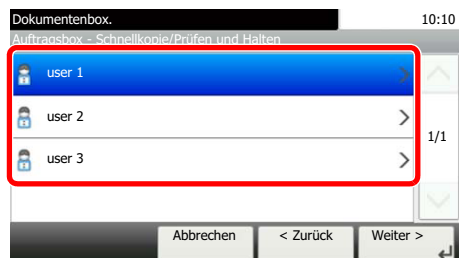 Dokumentenbox. 10:10
Auftragsbox - Schnellkopie/Prüfen und Halten
user 1
user 2
1/1
user 3
Abbrechen < Zurück Weiter >